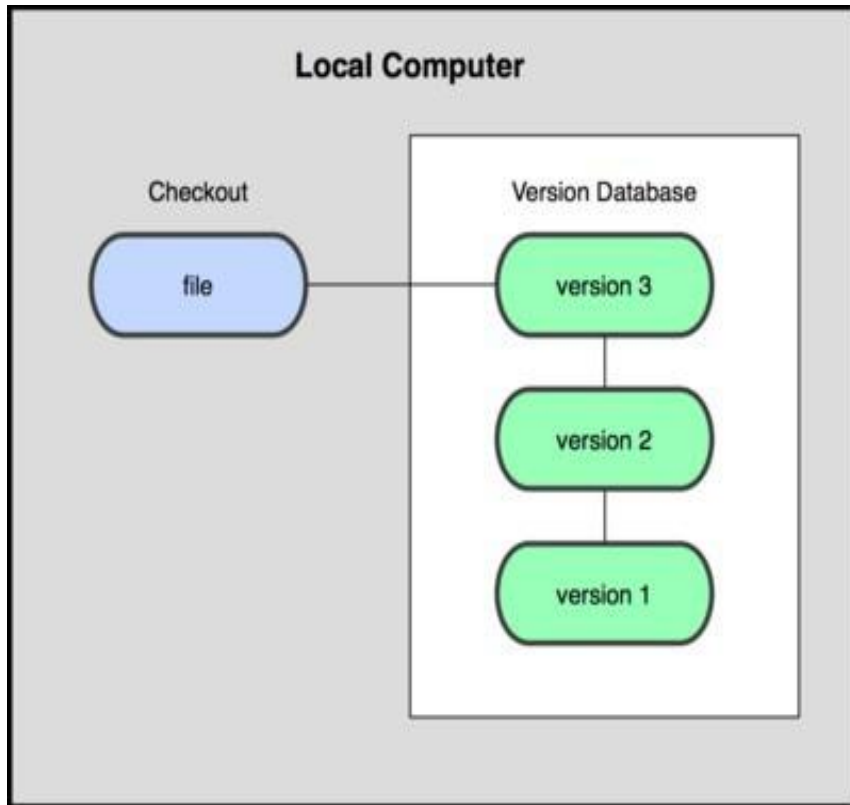 Local Computer
Checkout
Version Database
file
version 3
version 2
version 1